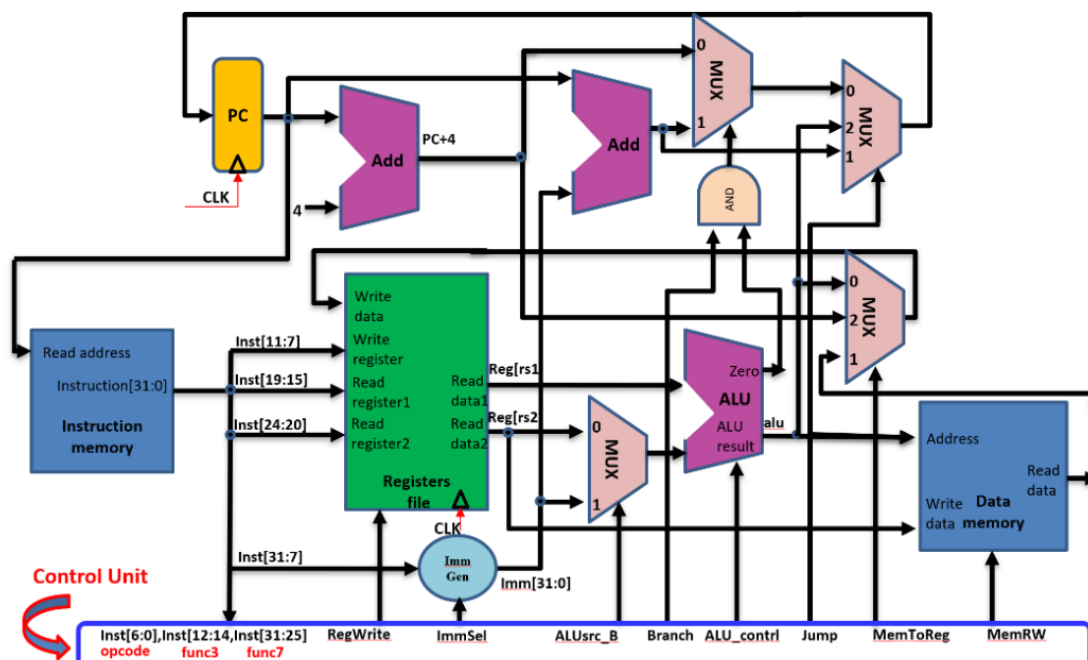 PC
CLK
4
Add
PC+4
Add
0
MUX
1
0
2
1
MUX
AND
Read address
Instruction[31:0]
Instruction
memory
Inst[11:7]
Inst[19:15]
Inst[24:20]
Inst[31:7]
Write
data
Write
register
Read
register1
Read
register2
Read
data1
Read
data2
Registers
file
CLK
Reg[rs1
Reg[rs2
Imm
Gen
Imm[31:0]
0
MUX
1
Zero
ALU
ALU
result
alu
0
2
1
MUX
Address
Read
data
Write
data
Data
memory
Control Unit
Inst[6:0],Inst[12:14,Inst[31:25] RegWrite ImmSel ALUsrc_B Branch ALU_contrl Jump MemToReg MemRW
opcode func3 func7